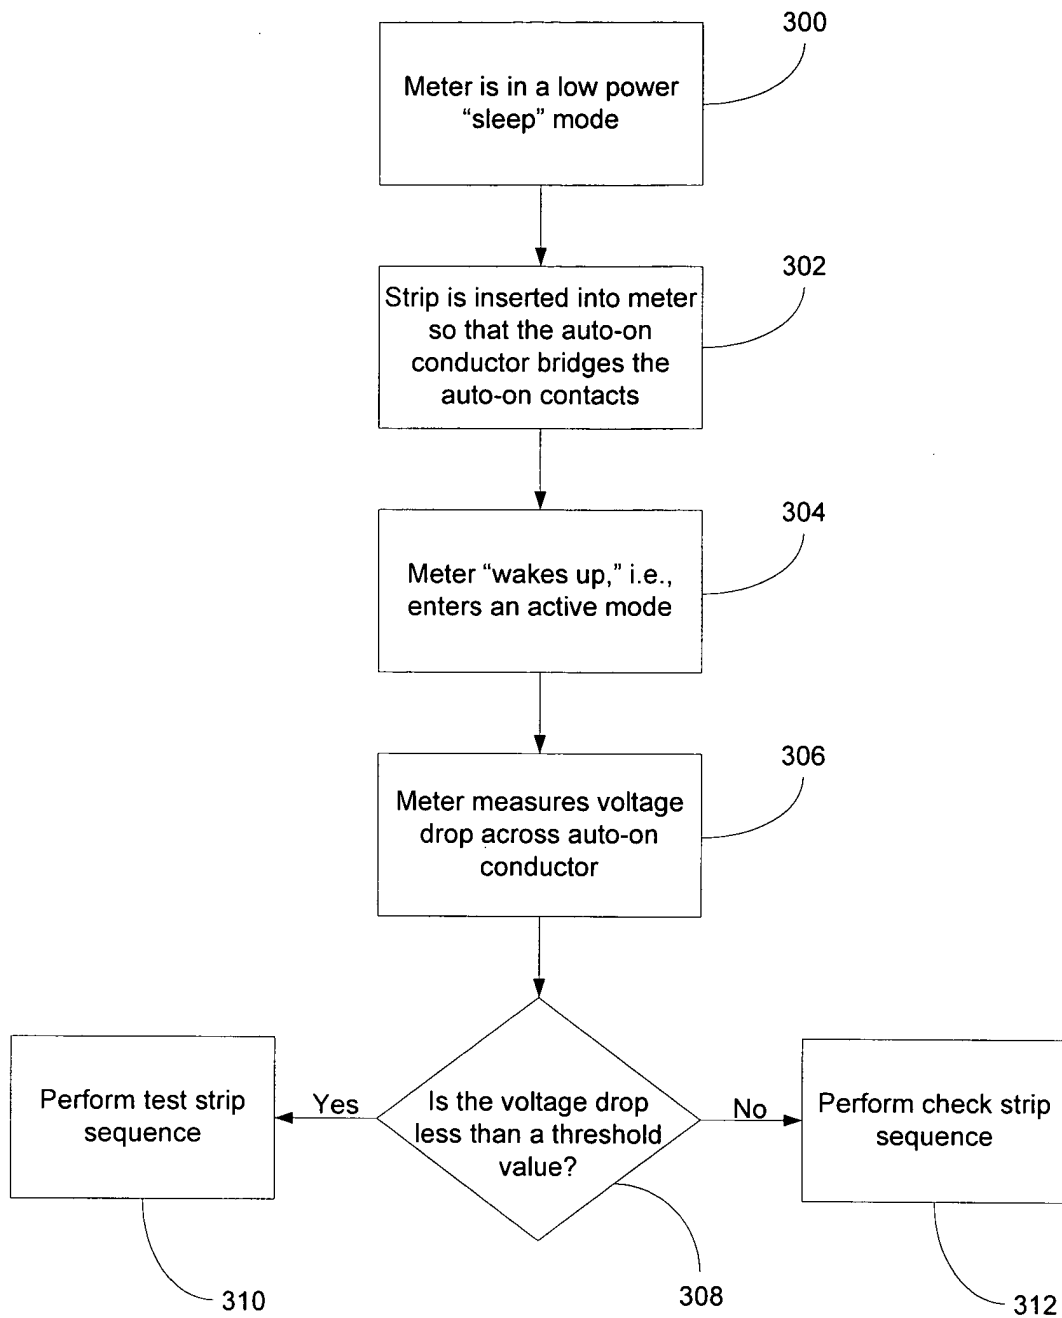 300
Meter is in a low power
“sleep” mode
302
Strip is inserted into meter
so that the auto-on
conductor bridges the
auto-on contacts
304
Meter “wakes up,” i.e.,
enters an active mode
306
Meter measures voltage
drop across auto-on
conductor
Perform test strip
sequence
Yes
Is the voltage drop
less than a threshold
value?
No
Perform check strip
sequence
310
308
312